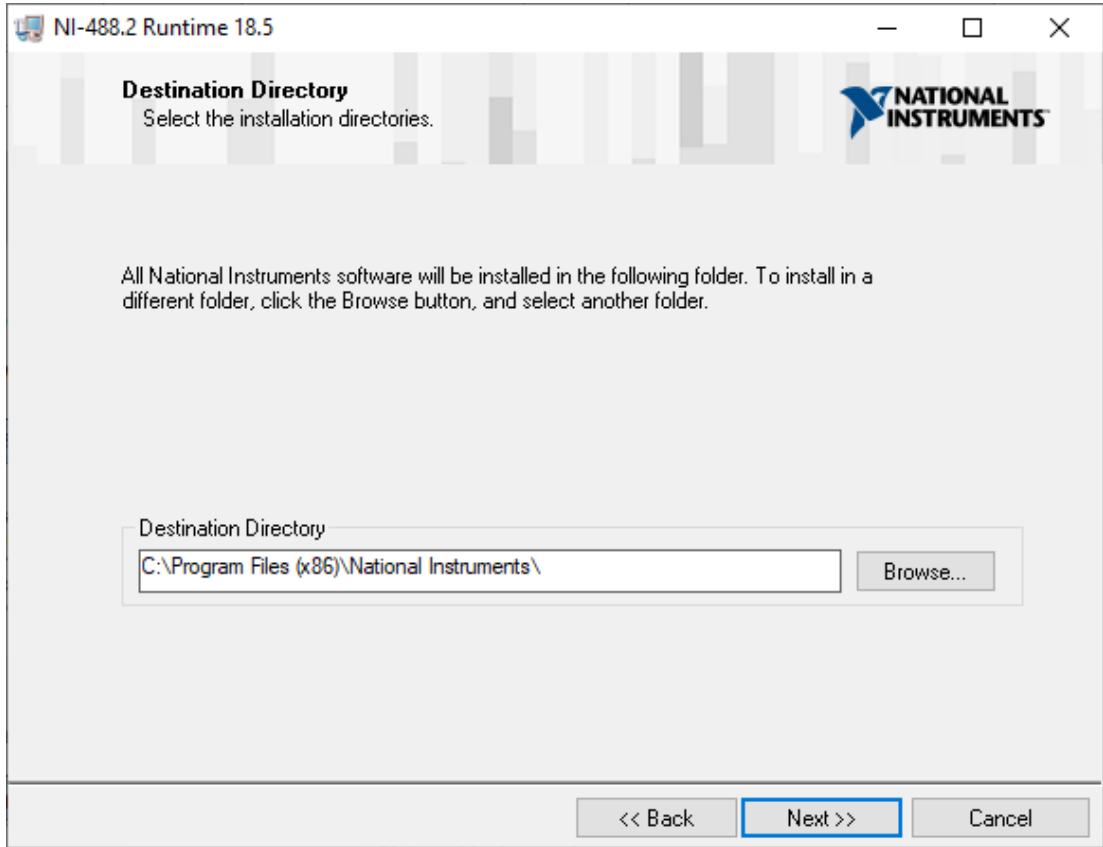 NI-488.2 Runtime 18.5
Destination Directory
Select the installation directories.
NATIONAL
INSTRUMENTS™
All National Instruments software will be installed in the following folder. To install in a
different folder, click the Browse button, and select another folder.
Destination Directory
C:\Program Files (x86)\National Instruments\
Browse...
<< Back
Next >>
Cancel